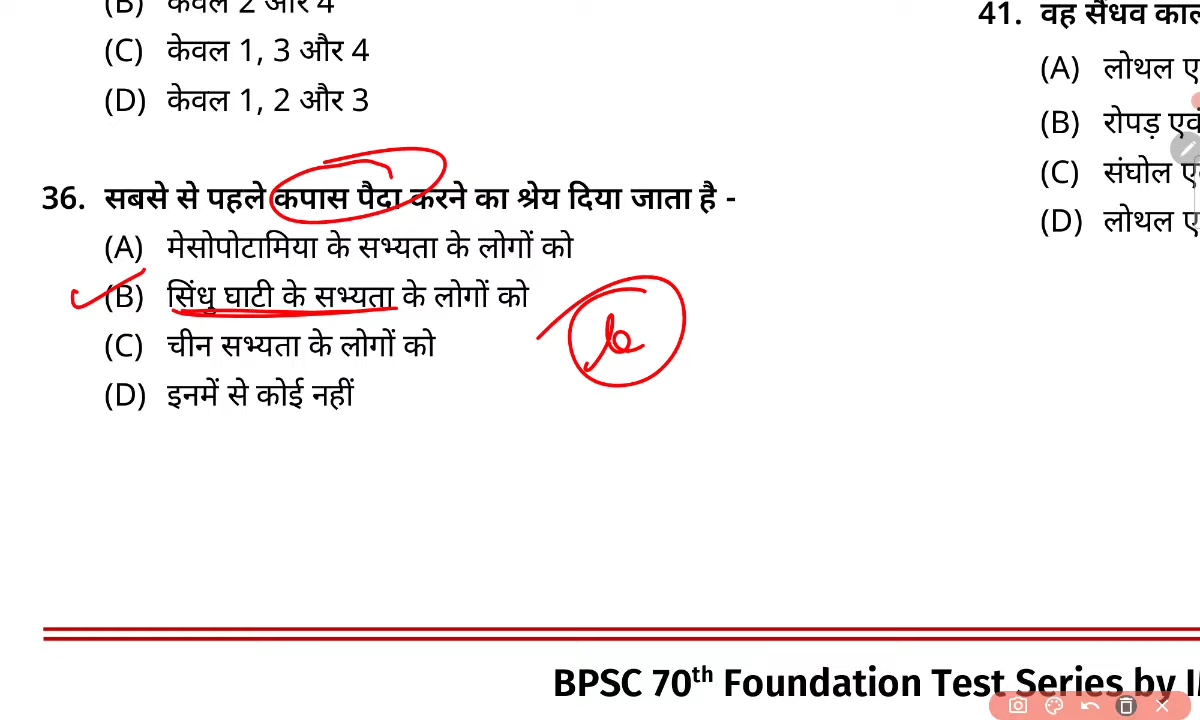 (B) केवल 2 और 4
(C) केवल 1, 3 और 4
(D) केवल 1, 2 और 3
36. सबसे से पहले कपास पैदा करने का श्रेय दिया जाता है -
(A) मेसोपोटामिया के सभ्यता के लोगों को
(B) सिंधु घाटी के सभ्यता के लोगों को
(C) चीन सभ्यता के लोगों को
(D) इनमें से कोई नहीं
b
41. वह सैंधव
(A) लोथल
(B) रोपड़ एवं
(C) संघोल
(D) लोथल
BPSC 70th Foundation Test Series by